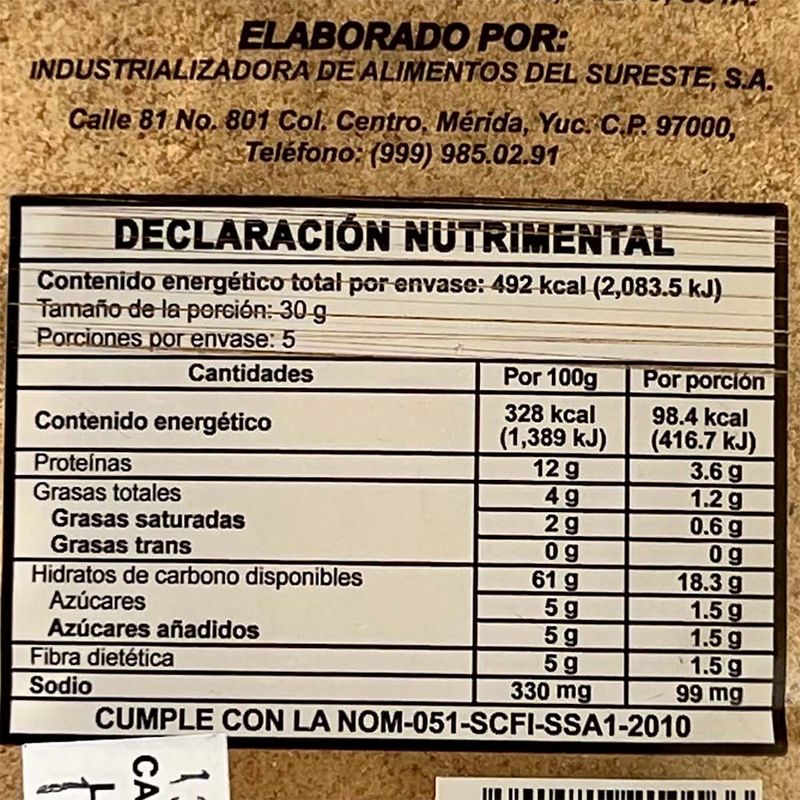 ELABORADO POR:
INDUSTRIALIZADORA DE ALIMENTOS DEL SURESTE, S.A.
Calle 81 No. 801 Col. Centro, Mérida, Yuc. C.P. 97000,
Teléfono: (999) 985.02.91
DECLARACIÓN NUTRIMENTAL
Contenido energético total por envase: 492 kcal (2,083.5 kJ)
Tamaño de la porción: 30 g
Porciones por envase: 5
Cantidades Por 100g Por porción
Contenido energético 328 kcal (1,389 kJ) 98.4 kcal (416.7 kJ)
Proteínas 12 g 3.6 g
Grasas totales 4 g 1.2 g
Grasas saturadas 2 g 0.6 g
Grasas trans 0 g 0 g
Hidratos de carbono disponibles 61 g 18.3 g
Azúcares 5 g 1.5 g
Azúcares añadidos 5 g 1.5 g
Fibra dietética 5 g 1.5 g
Sodio 330 mg 99 mg
CUMPLE CON LA NOM-051-SCFI-SSA1-2010
CA